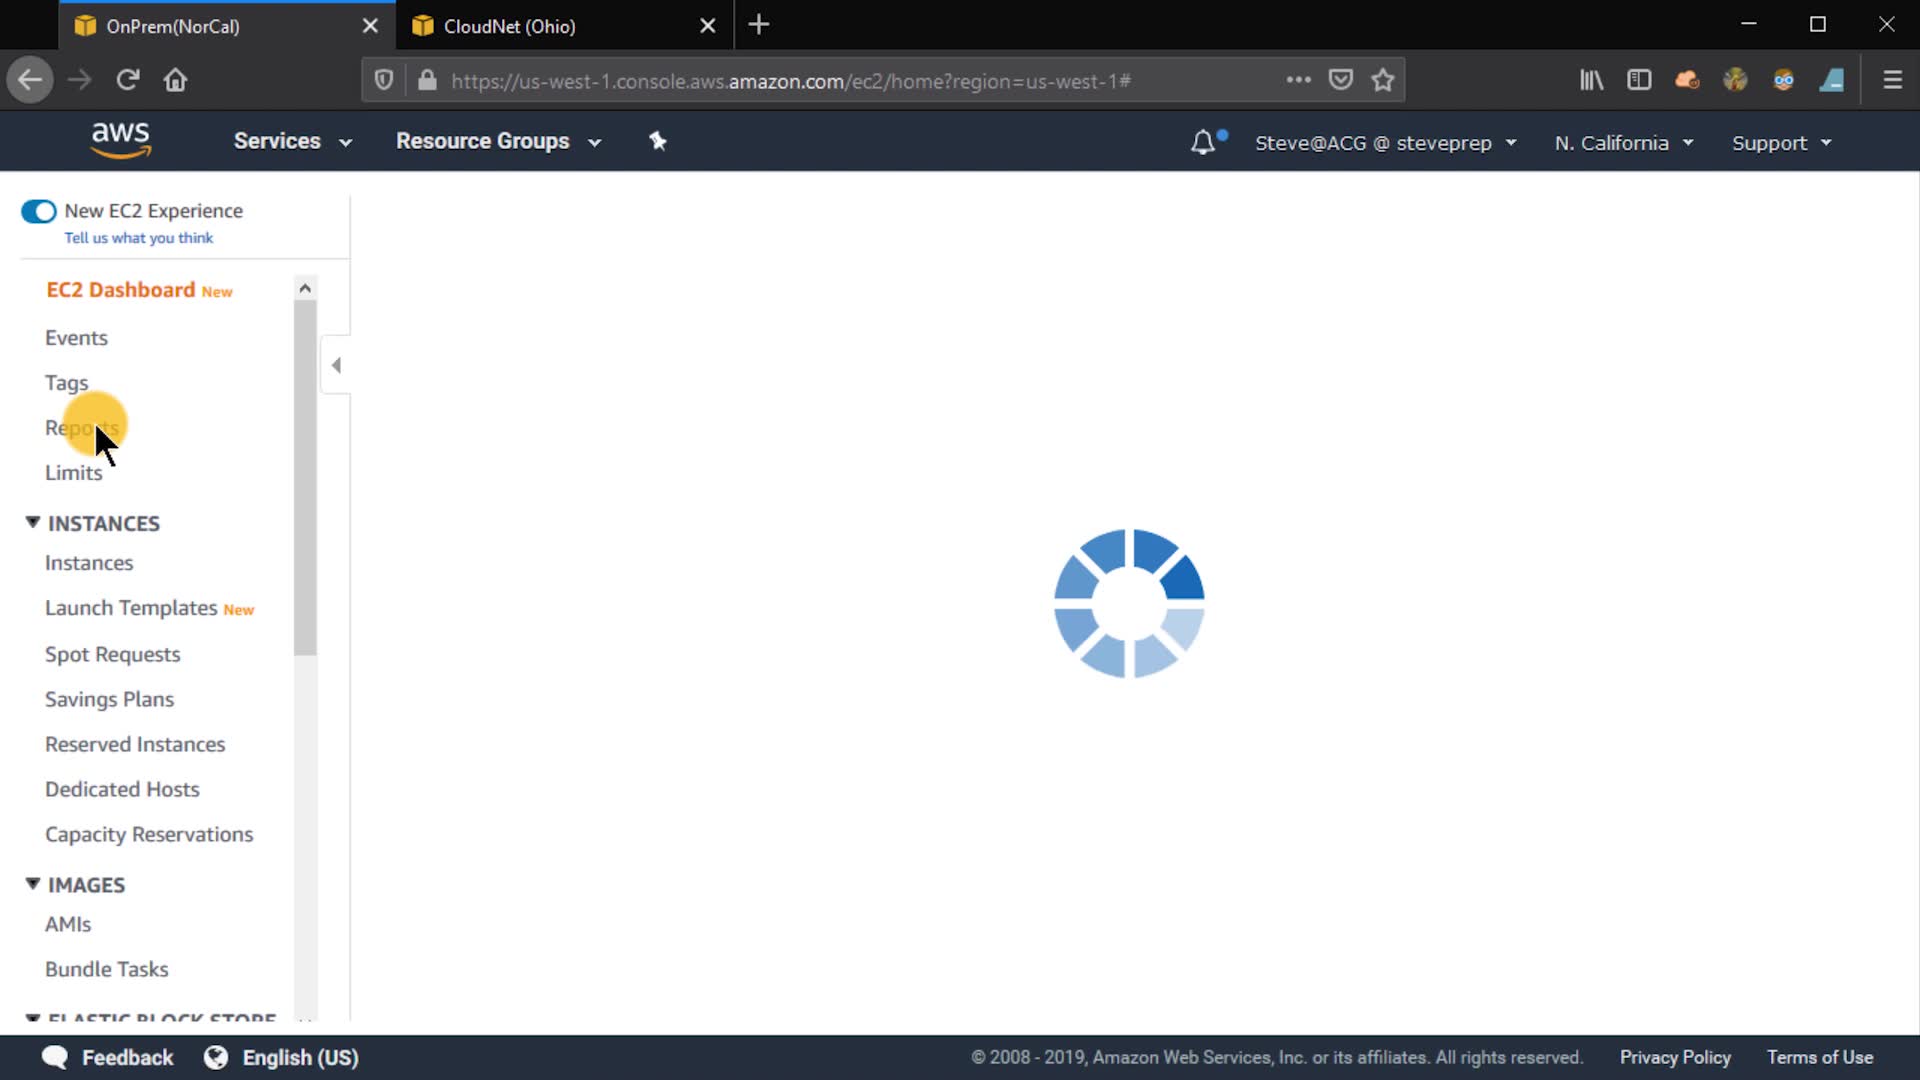 OnPrem(NorCal)
CloudNet (Ohio)
https://us-west-1.console.aws.amazon.com/ec2/home?region=us-west-1#
aws
Services
Resource Groups
Steve@ACG @ steveprep
N. California
Support
New EC2 Experience
Tell us what you think
EC2 Dashboard New
Events
Tags
Reports
Limits
INSTANCES
Instances
Launch Templates New
Spot Requests
Savings Plans
Reserved Instances
Dedicated Hosts
Capacity Reservations
IMAGES
AMIs
Bundle Tasks
ELASTIC BLOCK STORE
Feedback
English (US)
© 2008 - 2019, Amazon Web Services, Inc. or its affiliates. All rights reserved.
Privacy Policy
Terms of Use